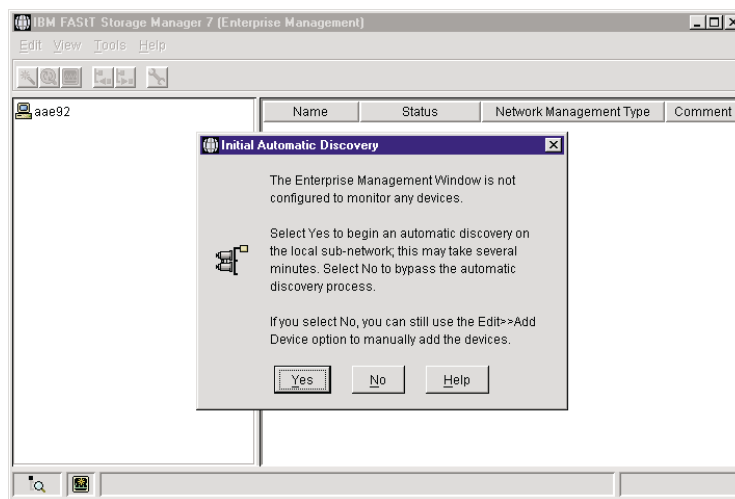 IBM FAStT Storage Manager 7 (Enterprise Management)
Edit View Tools Help
aae92
Name Status Network Management Type Comment
Initial Automatic Discovery
The Enterprise Management Window is not
configured to monitor any devices.
Select Yes to begin an automatic discovery on
the local sub-network; this may take several
minutes. Select No to bypass the automatic
discovery process.
If you select No, you can still use the Edit>>Add
Device option to manually add the devices.
Yes No Help